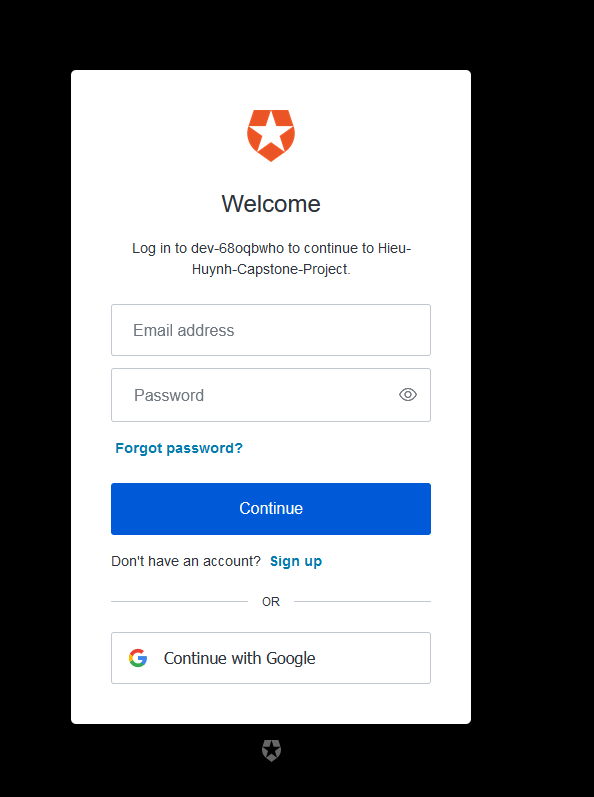 Welcome
Log in to dev-68oqbwho to continue to Hieu-
Huynh-Capstone-Project.
Email address
Password
Forgot password?
Continue
Don't have an account? Sign up
OR
Continue with Google